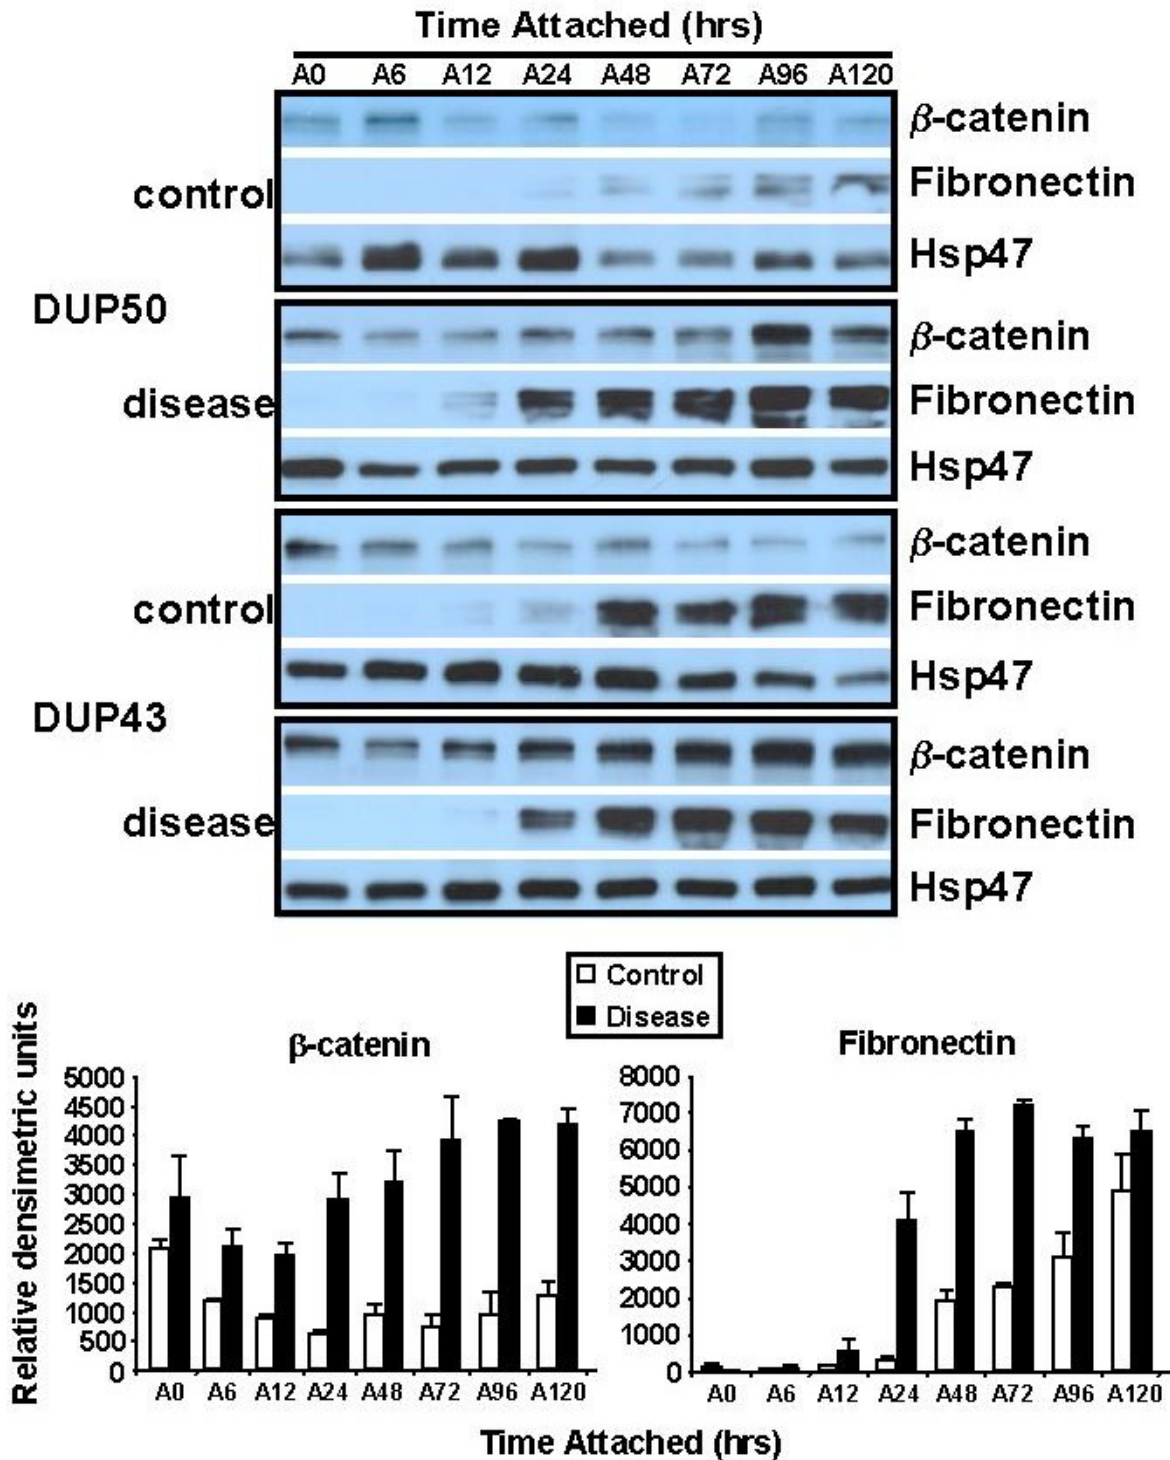 Time Attached (hrs)
A0 A6 A12 A24 A48 A72 A96 A120
β-catenin
control Fibronectin
Hsp47
DUP50
β-catenin
disease Fibronectin
Hsp47
β-catenin
control Fibronectin
Hsp47
DUP43
β-catenin
disease Fibronectin
Hsp47
Control
Disease
Relative densimetric units
β-catenin
5000
4500
4000
3500
3000
2500
2000
1500
1000
500
0
A0 A6 A12 A24 A48 A72 A96 A120
Fibronectin
8000
7000
6000
5000
4000
3000
2000
1000
0
A0 A6 A12 A24 A48 A72 A96 A120
Time Attached (hrs)